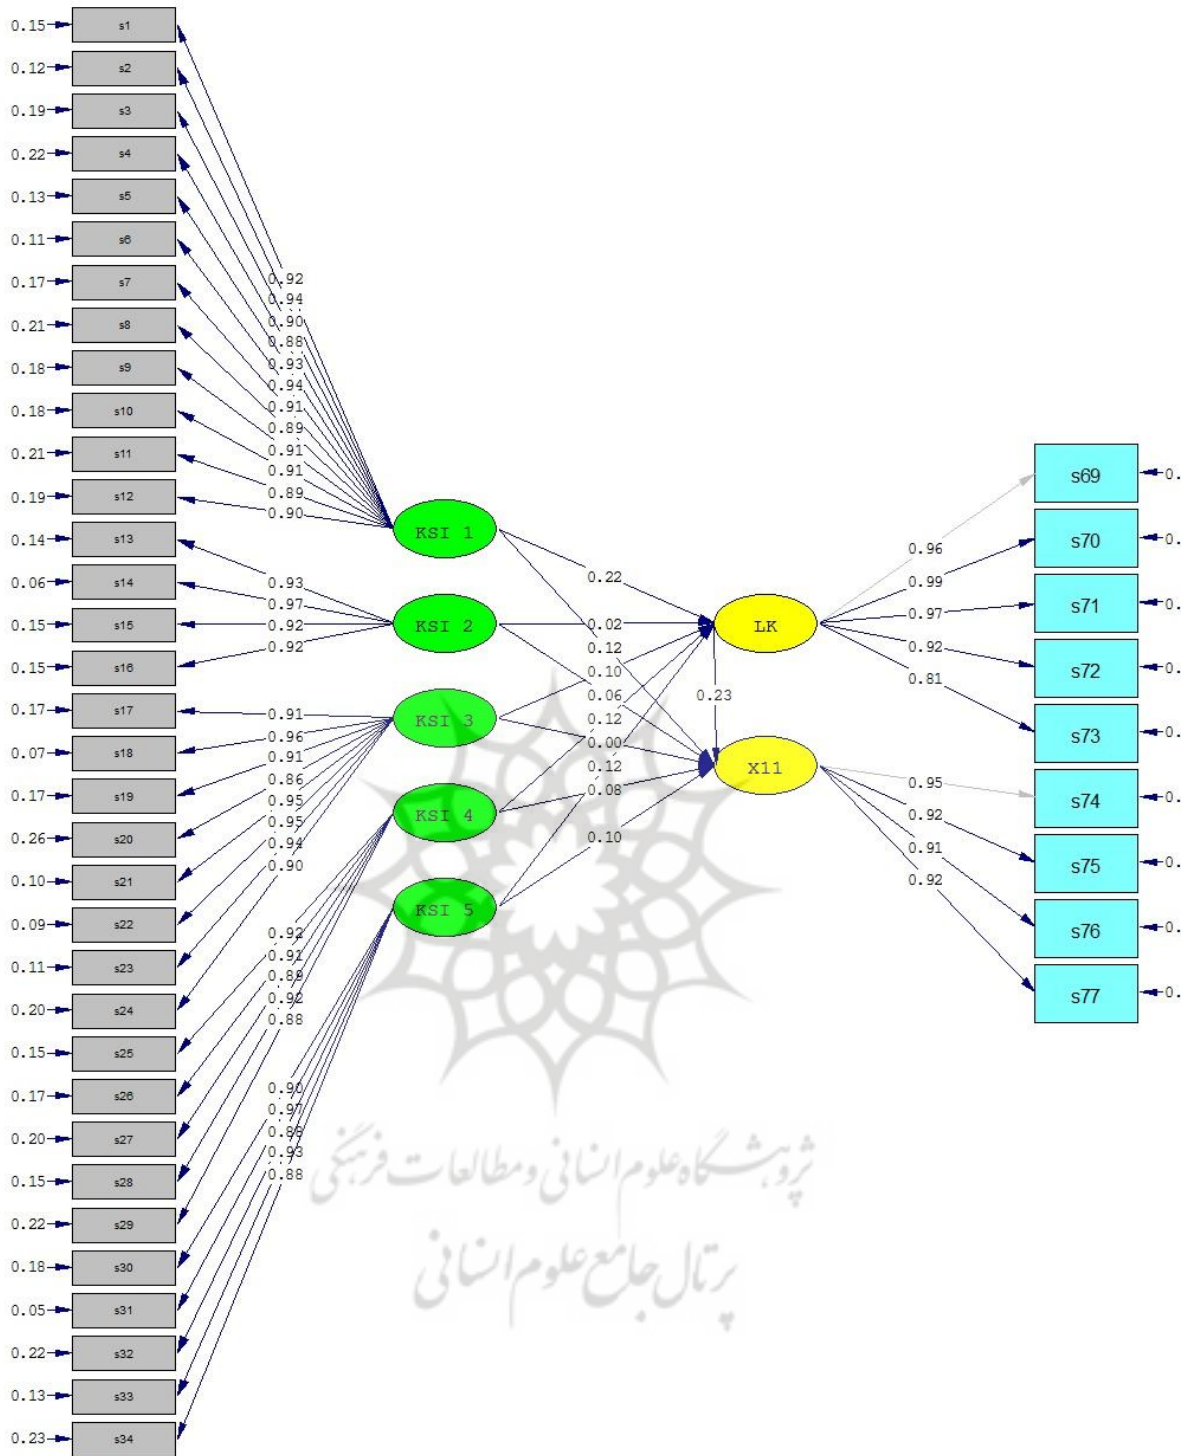 0.15 s1
0.12 s2
0.19 s3
0.22 s4
0.13 s5
0.11 s6
0.17 s7
0.21 s8
0.18 s9
0.18 s10
0.21 s11
0.19 s12
0.14 s13
0.06 s14
0.15 s15
0.15 s16
0.17 s17
0.07 s18
0.17 s19
0.26 s20
0.10 s21
0.09 s22
0.11 s23
0.20 s24
0.15 s25
0.17 s26
0.20 s27
0.15 s28
0.22 s29
0.18 s30
0.05 s31
0.22 s32
0.13 s33
0.23 s34
0.92
0.94
0.90
0.88
0.93
0.94
0.91
0.89
0.91
0.91
0.89
0.90
0.93
0.97
0.92
0.92
0.91
0.96
0.91
0.86
0.95
0.95
0.94
0.90
0.92
0.91
0.89
0.92
0.88
0.90
0.97
0.88
0.93
0.88
KSI 1
KSI 2
KSI 3
KSI 4
KSI 5
0.22
0.02
0.12
0.10
0.06
0.12
0.00
0.12
0.08
0.10
LK
0.23
X11
0.96
0.99
0.97
0.92
0.81
0.95
0.92
0.91
0.92
s69 0.
s70 0.
s71 0.
s72 0.
s73 0.
s74 0.
s75 0.
s76 0.
s77 0.
پژوهشگاه علوم انسانی و مطالعات فرهنگی
پرتال جامع علوم انسانی